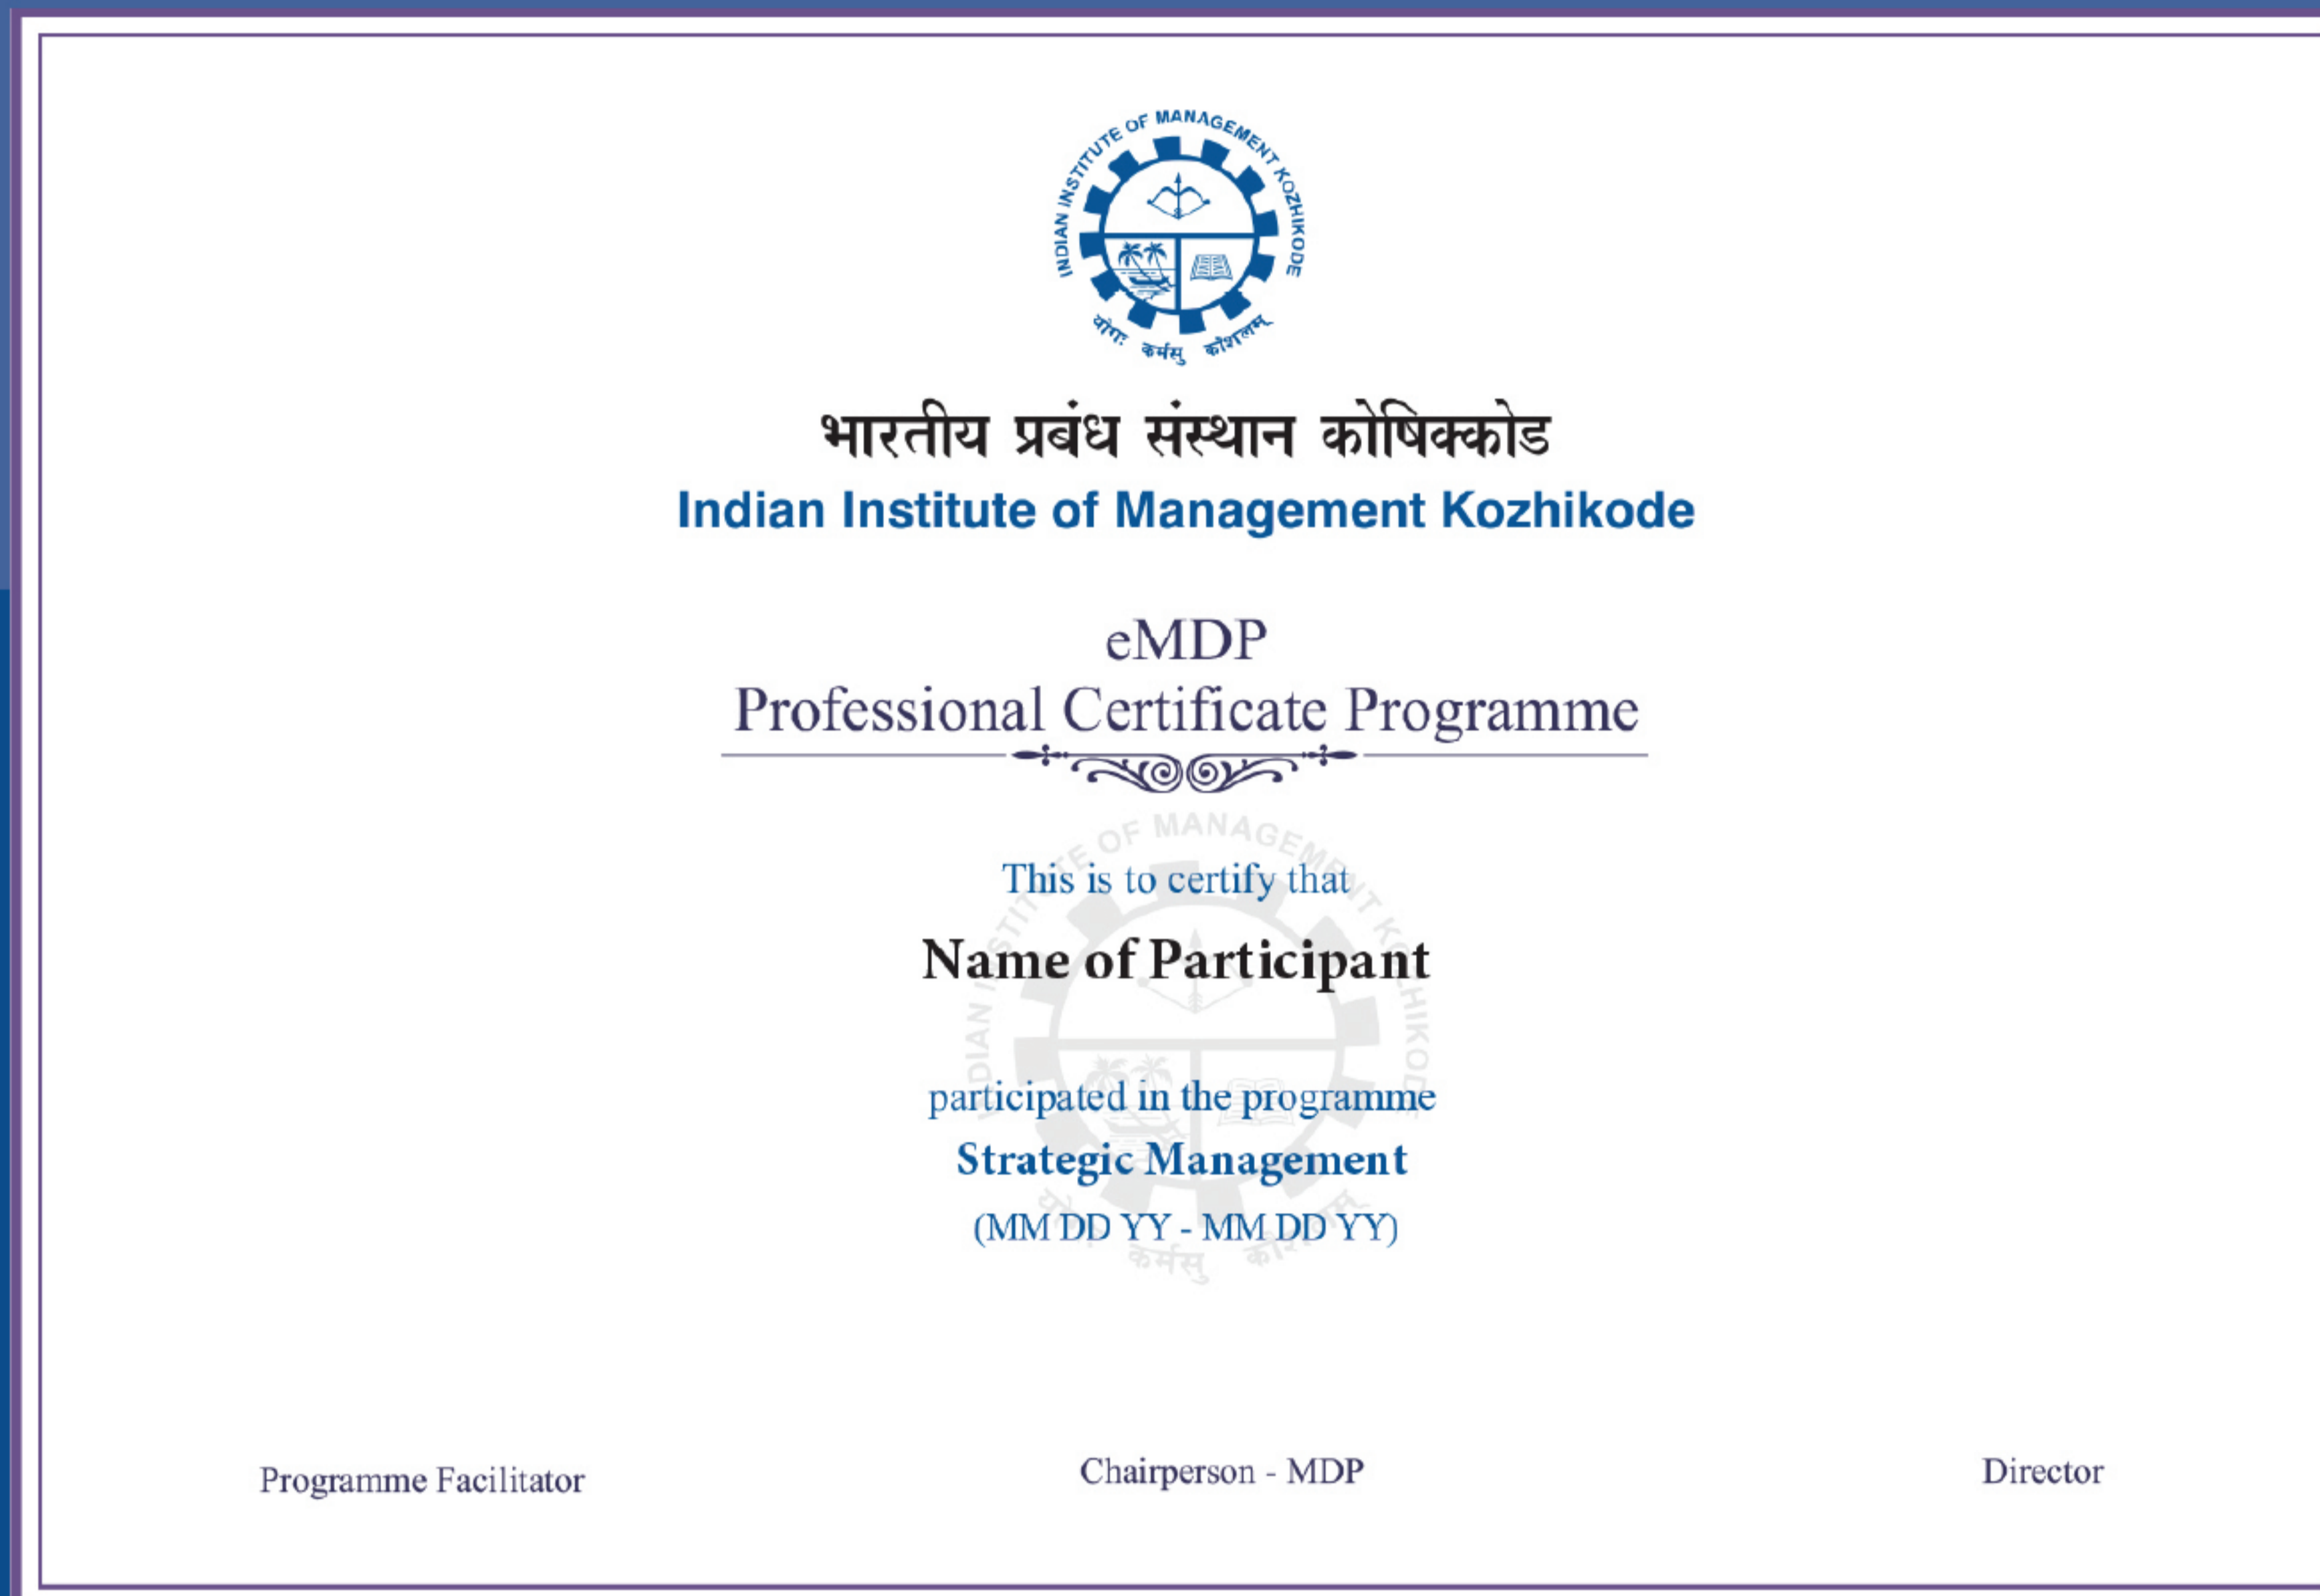 INDIAN INSTITUTE OF MANAGEMENT KOZHIKODE
योगः कर्मसु कौशलम्
भारतीय प्रबंध संस्थान कोषिक्कोड
Indian Institute of Management Kozhikode
eMDP
Professional Certificate Programme
This is to certify that
Name of Participant
participated in the programme
Strategic Management
(MM DD YY - MM DD YY)
Programme Facilitator
Chairperson - MDP
Director